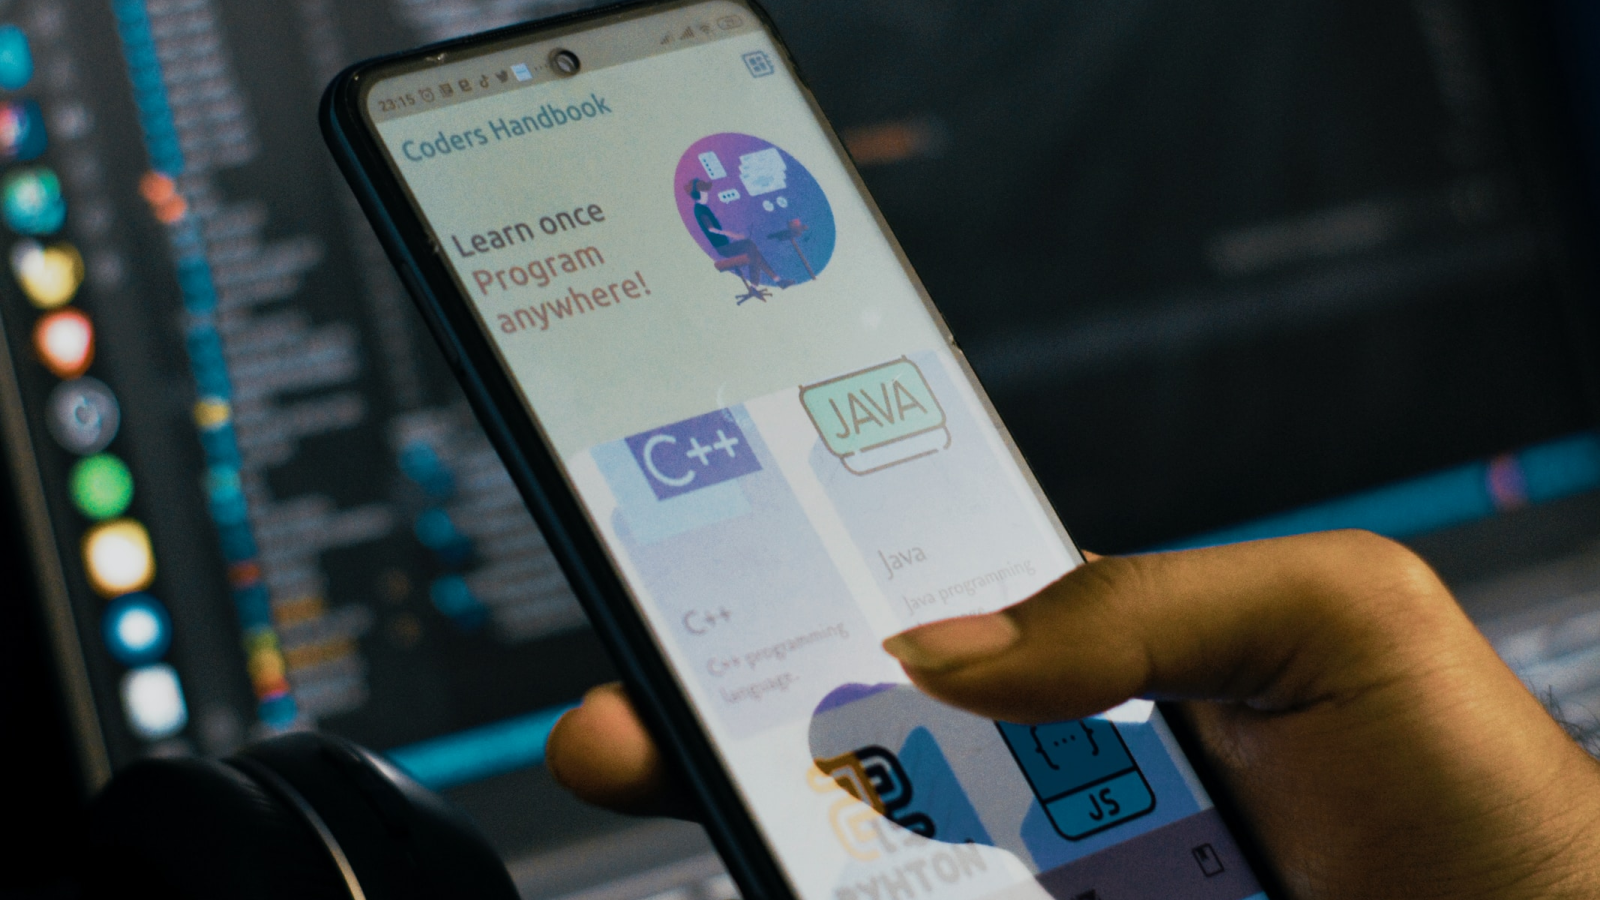 23:15
Coders Handbook
Learn once
Program
anywhere!
C++
JAVA
C++
C++ programming
language.
Java
Java programming
JS
PYHTON